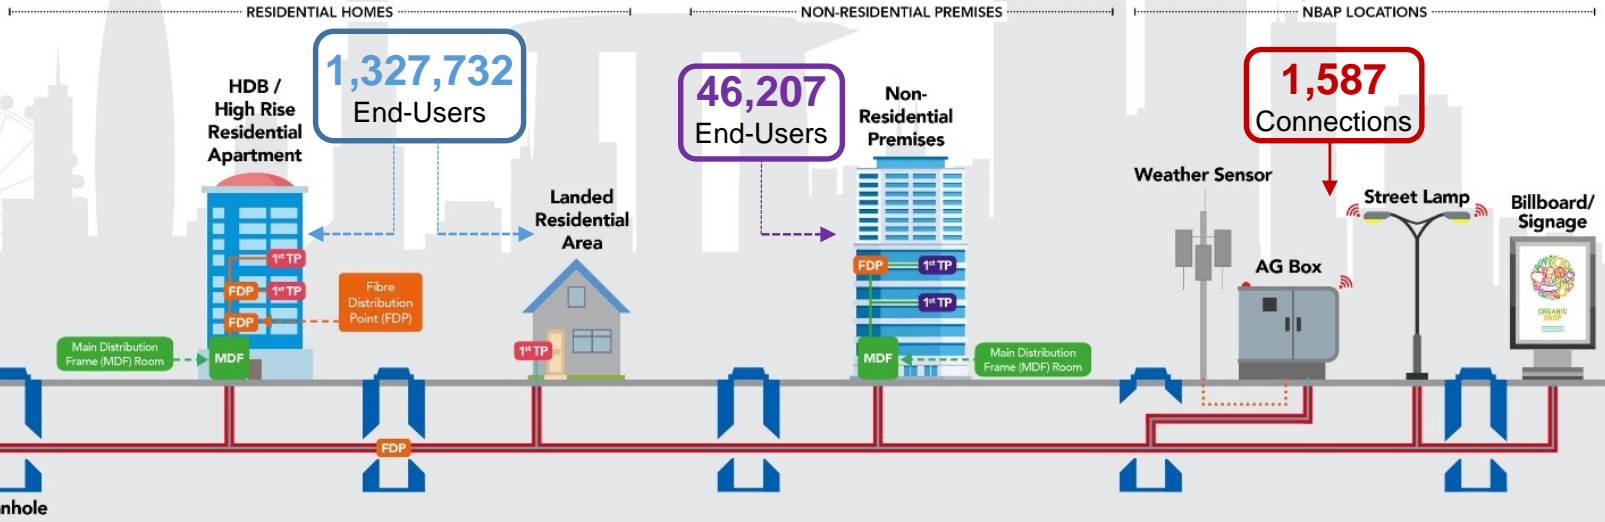 RESIDENTIAL HOMES
NON-RESIDENTIAL PREMISES
NBAP LOCATIONS
1,327,732
End-Users
46,207
End-Users
1,587
Connections
HDB /
High Rise
Residential
Apartment
Landed
Residential
Area
Non-
Residential
Premises
Weather Sensor
AG Box
Street Lamp
Billboard/
Signage
1st TP
FDP
1st TP
FDP
MDF
Fibre
Distribution
Point (FDP)
Main Distribution
Frame (MDF) Room
1st TP
FDP
1st TP
1st TP
MDF
Main Distribution
Frame (MDF) Room
ORGANIC
SHOP
FDP
nhole